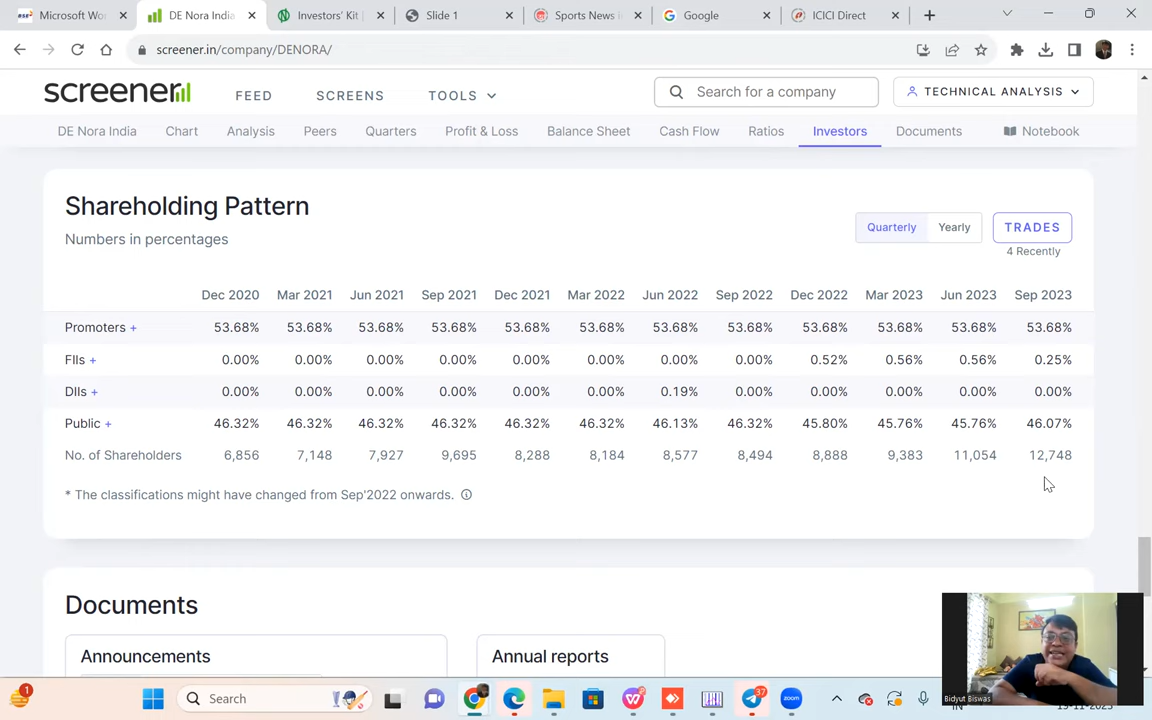 Microsoft Wo
DE Nora India
Investors' Kit
Slide 1
Sports News
Google
ICICI Direct
screener.in/company/DENORA/
screener
FEED
SCREENS
TOOLS
Search for a company
TECHNICAL ANALYSIS
DE Nora India Chart Analysis Peers Quarters Profit & Loss Balance Sheet Cash Flow Ratios Investors Documents Notebook
Shareholding Pattern
Numbers in percentages
Quarterly Yearly TRADES
4 Recently
Dec 2020 Mar 2021 Jun 2021 Sep 2021 Dec 2021 Mar 2022 Jun 2022 Sep 2022 Dec 2022 Mar 2023 Jun 2023 Sep 2023
Promoters + 53.68% 53.68% 53.68% 53.68% 53.68% 53.68% 53.68% 53.68% 53.68% 53.68% 53.68% 53.68%
FIIs + 0.00% 0.00% 0.00% 0.00% 0.00% 0.00% 0.00% 0.00% 0.52% 0.56% 0.56% 0.25%
DIIs + 0.00% 0.00% 0.00% 0.00% 0.00% 0.00% 0.19% 0.00% 0.00% 0.00% 0.00% 0.00%
Public + 46.32% 46.32% 46.32% 46.32% 46.32% 46.32% 46.13% 46.32% 45.80% 45.76% 45.76% 46.07%
No. of Shareholders 6,856 7,148 7,927 9,695 8,288 8,184 8,577 8,494 8,888 9,383 11,054 12,748
* The classifications might have changed from Sep'2022 onwards.
Documents
Announcements
Annual reports
Bidyut Biswas
1
Search
37
zoom
IN
19-11-2023